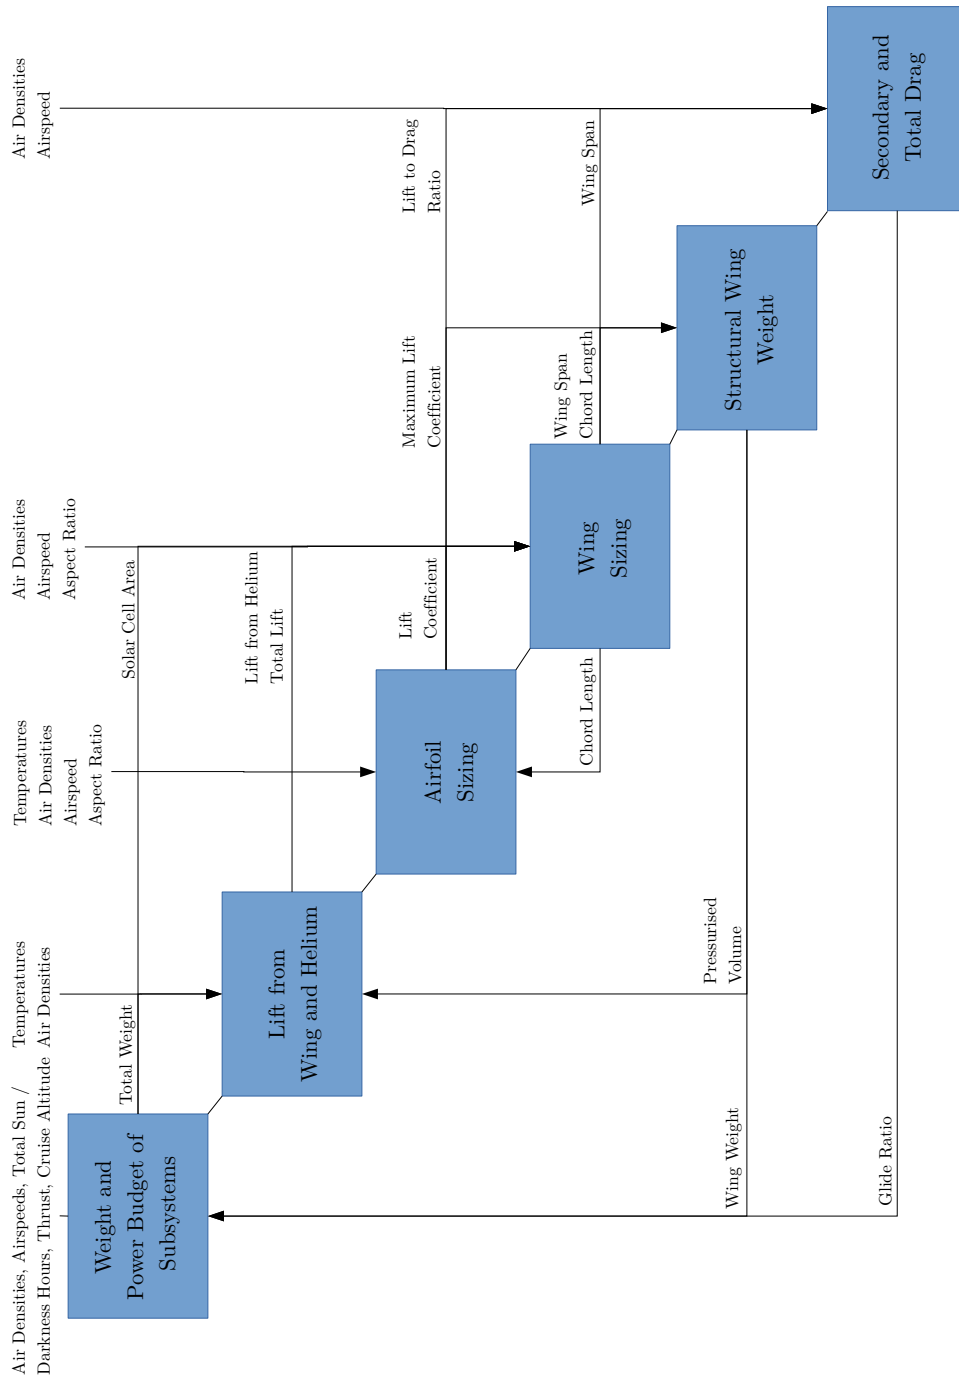 Air Densities, Airspeeds, Total Sun /
Darkness Hours, Thrust, Cruise Altitude
Temperatures
Air Densities
Temperatures
Air Densities
Airspeed
Aspect Ratio
Air Densities
Airspeed
Aspect Ratio
Air Densities
Airspeed
Weight and
Power Budget of
Subsystems
Total Weight
Solar Cell Area
Lift from
Wing and Helium
Lift from Helium
Total Lift
Airfoil
Sizing
Lift
Coefficient
Maximum Lift
Coefficient
Lift to Drag
Ratio
Chord Length
Wing
Sizing
Wing Span
Chord Length
Wing Span
Wing Weight
Pressurised
Volume
Structural Wing
Weight
Glide Ratio
Secondary and
Total Drag